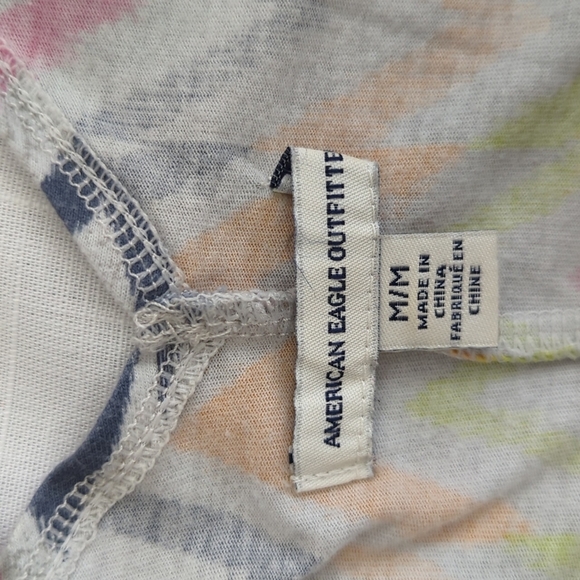 AMERICAN EAGLE OUTFITTE
M/M
MADE IN
CHINA
FABRIQUÉ EN
CHINE